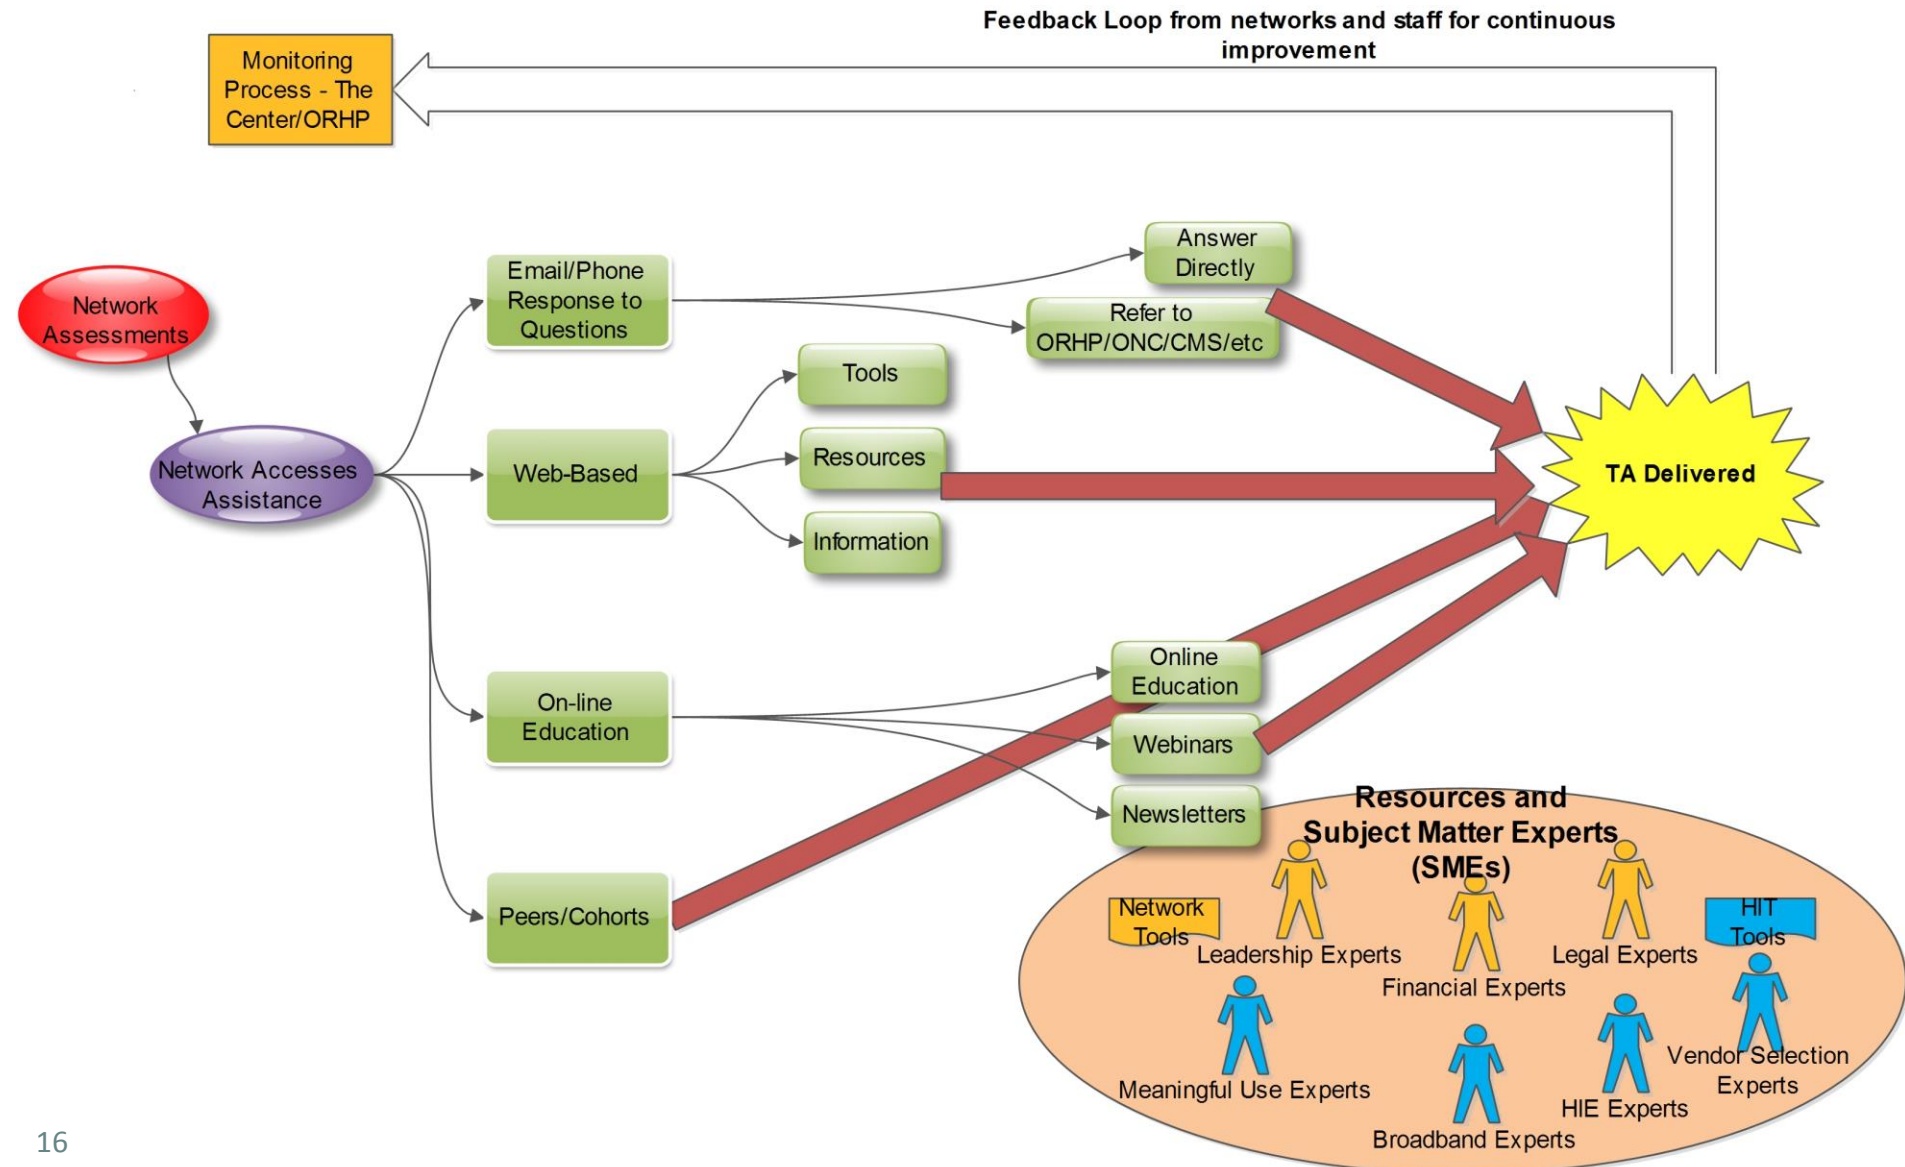 Feedback Loop from networks and staff for continuous
improvement
Monitoring
Process - The
Center/ORHP
Network
Assessments
Network Accesses
Assistance
Email/Phone
Response to
Questions
Answer
Directly
Refer to
ORHP/ONC/CMS/etc
Web-Based
Tools
Resources
Information
TA Delivered
On-line
Education
Online
Education
Webinars
Newsletters
Peers/Cohorts
Resources and
Subject Matter Experts
(SMEs)
Network
Tools
HIT
Tools
Leadership Experts
Financial Experts
Legal Experts
Meaningful Use Experts
Broadband Experts
HIE Experts
Vendor Selection
Experts
16